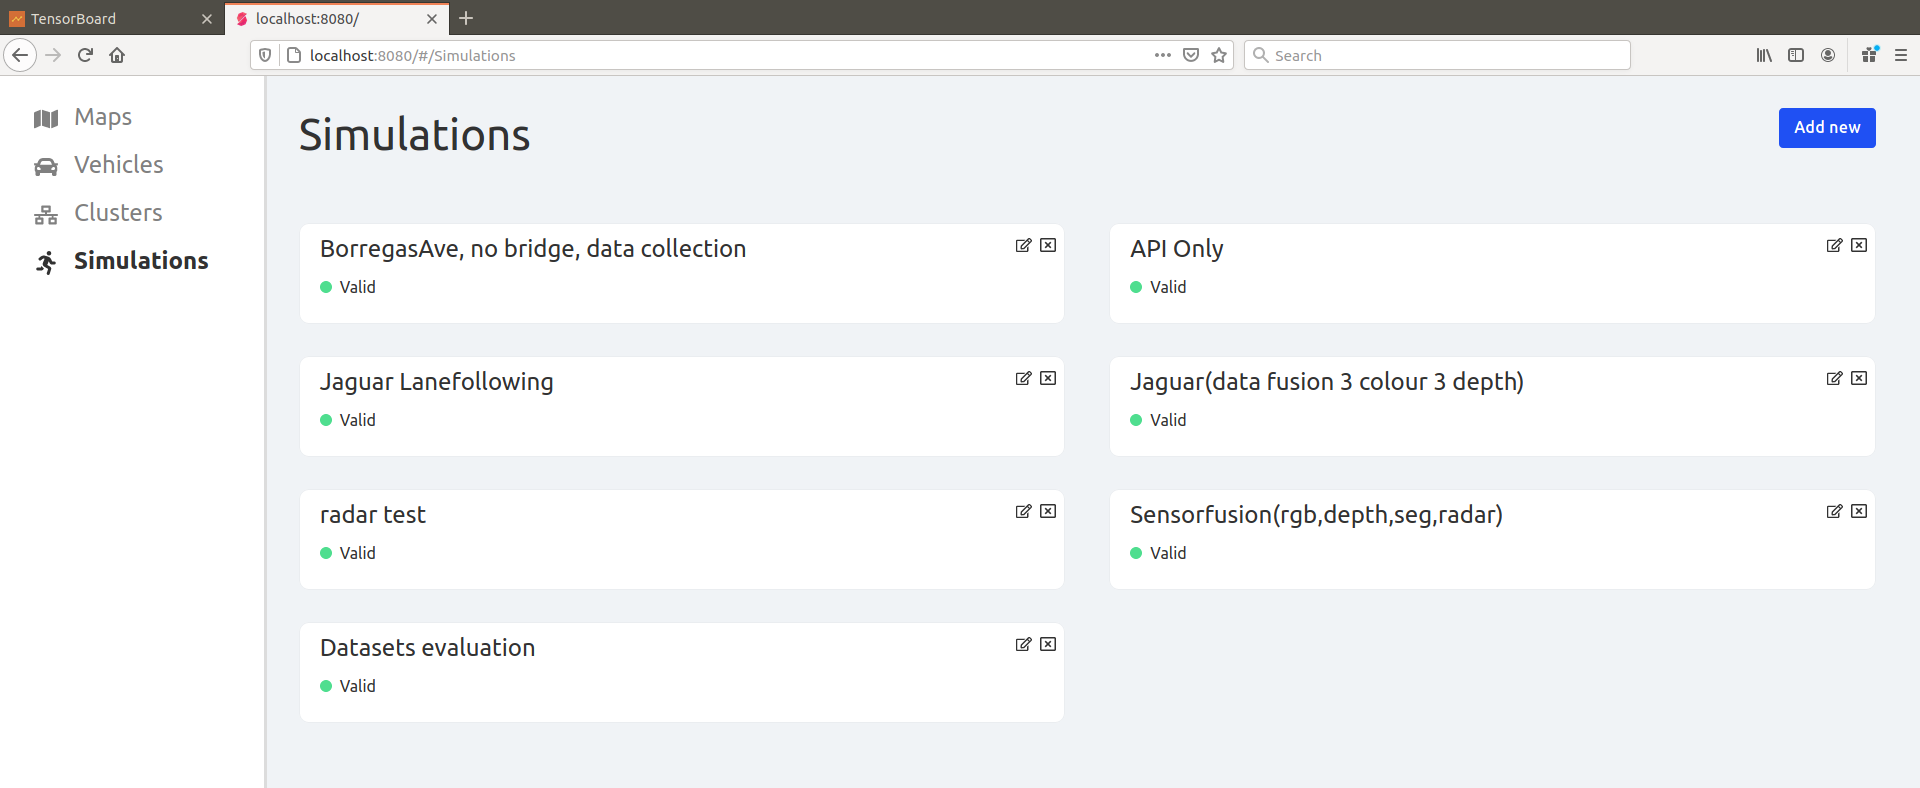 TensorBoard
localhost:8080/
localhost:8080/#/Simulations
Search
Maps
Vehicles
Clusters
Simulations
Simulations
Add new
BorregasAve, no bridge, data collection
Valid
API Only
Valid
Jaguar Lanefollowing
Valid
Jaguar(data fusion 3 colour 3 depth)
Valid
radar test
Valid
Sensorfusion(rgb,depth,seg,radar)
Valid
Datasets evaluation
Valid